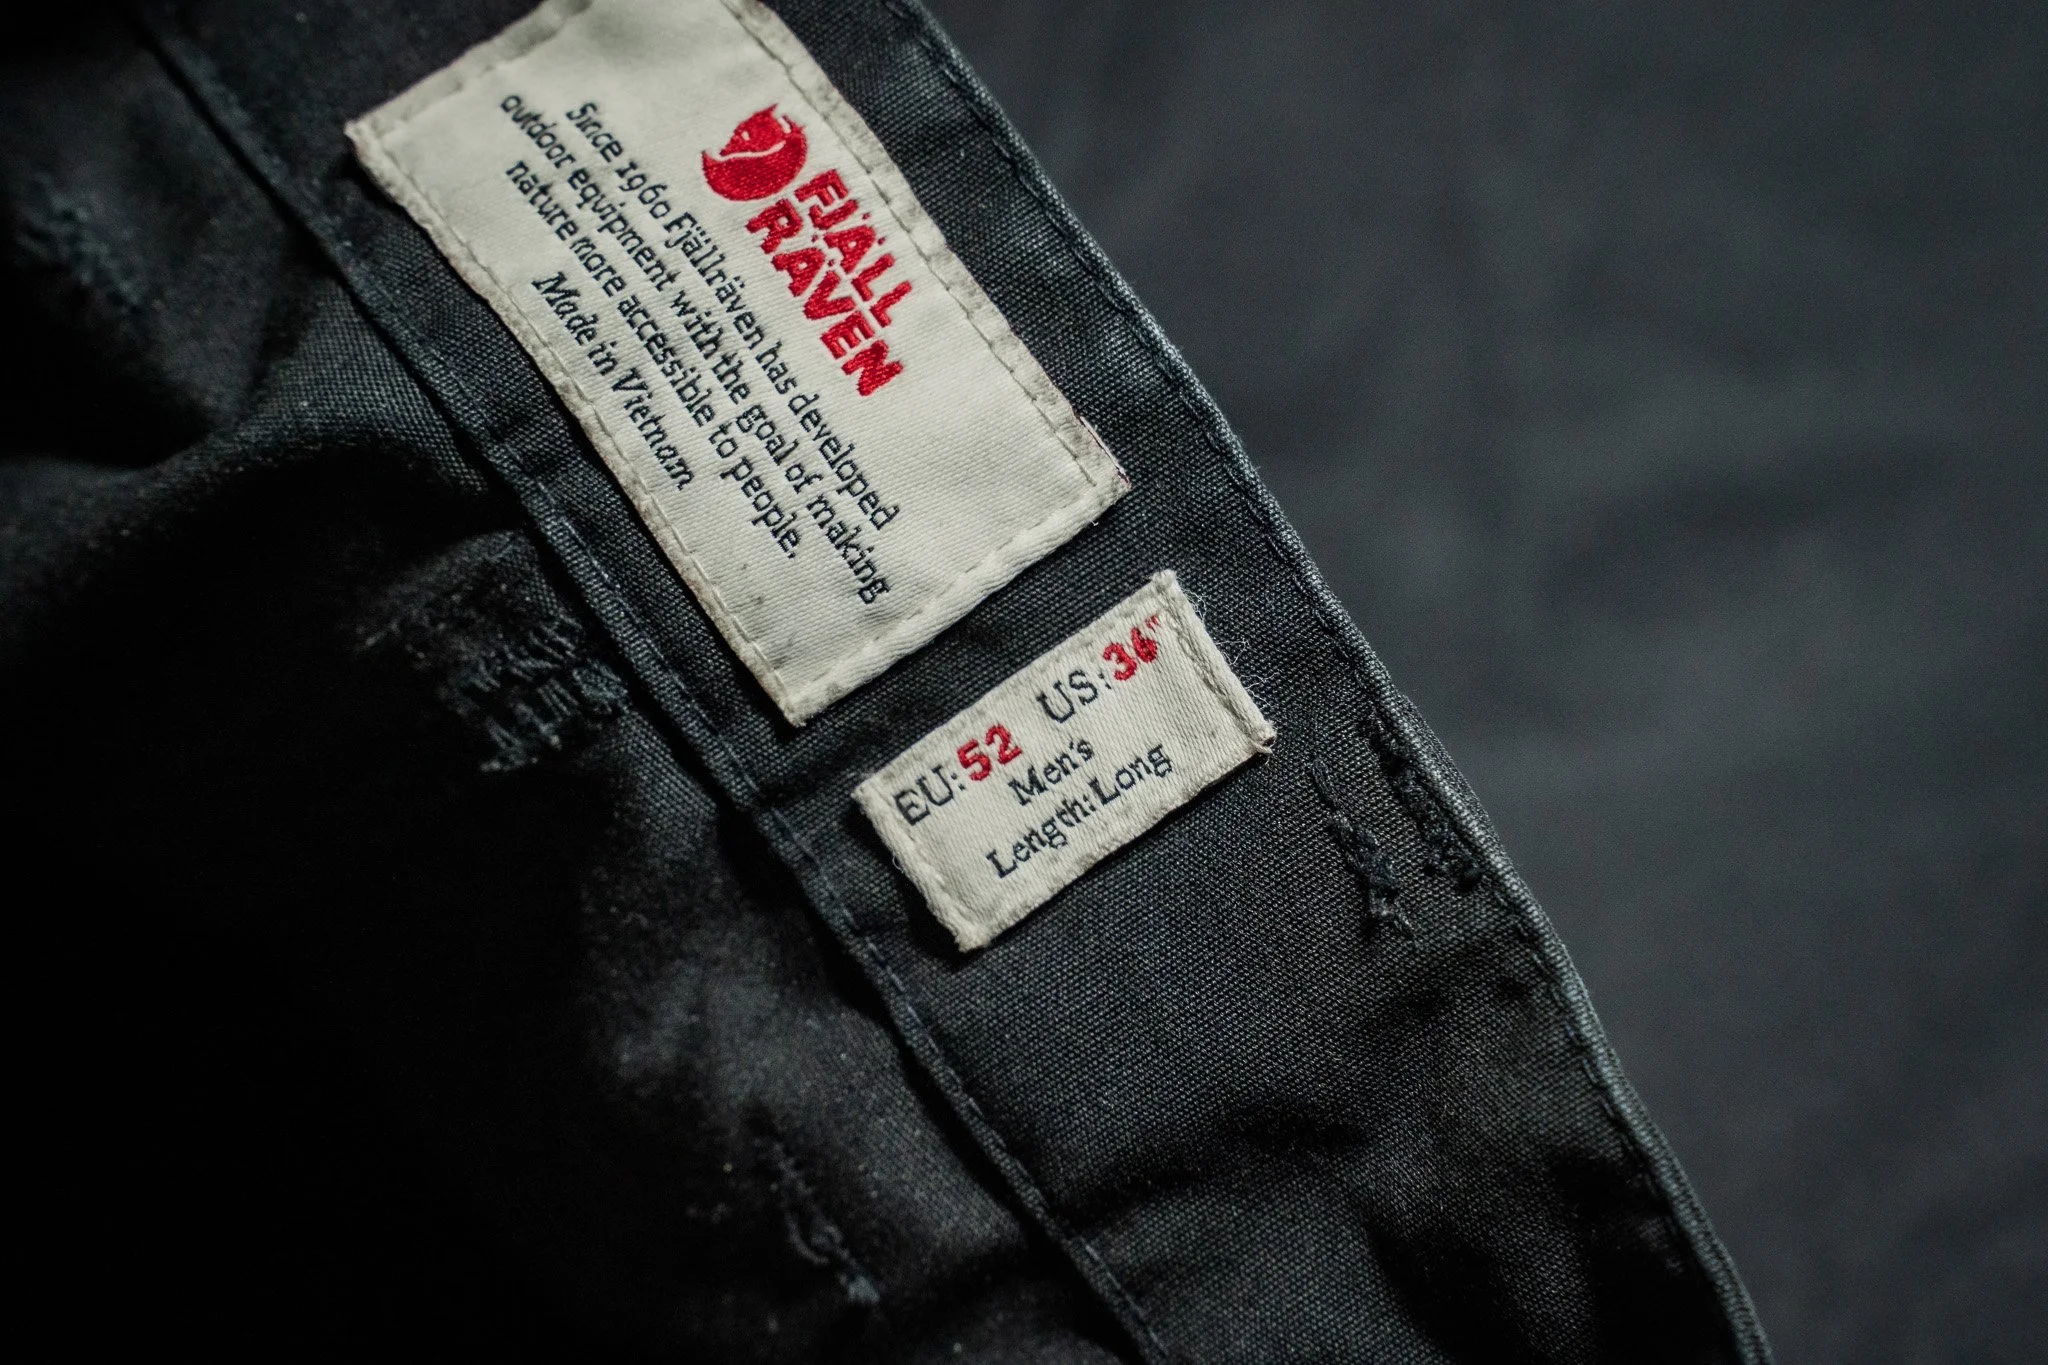 FJÄLL
RÄVEN
Since 1960 Fjällräven has developed
outdoor equipment with the goal of making
nature more accessible to people.
Made in Vietnam
EU: 52 US: 36"
Men's
Length: Long